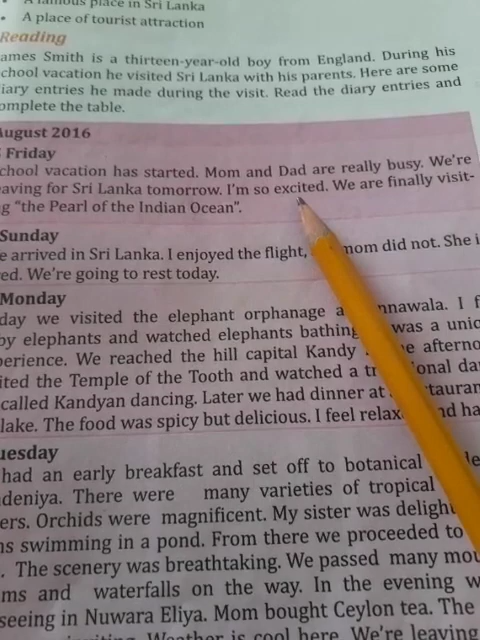 A famous place in Sri Lanka
• A place of tourist attraction
Reading
ames Smith is a thirteen-year-old boy from England. During his
chool vacation he visited Sri Lanka with his parents. Here are some
iary entries he made during the visit. Read the diary entries and
omplete the table.
August 2016
Friday
chool vacation has started. Mom and Dad are really busy. We're
eaving for Sri Lanka tomorrow. I'm so excited. We are finally visit-
g "the Pearl of the Indian Ocean".
Sunday
e arrived in Sri Lanka. I enjoyed the flight, mom did not. She i
red. We're going to rest today.
Monday
day we visited the elephant orphanage a nnawala. I f
by elephants and watched elephants bathing was a uniq
perience. We reached the hill capital Kandy e afterno
ited the Temple of the Tooth and watched a tr onal da
called Kandyan dancing. Later we had dinner at stauran
lake. The food was spicy but delicious. I feel relax nd ha
uesday
had an early breakfast and set off to botanical de
deniya. There were many varieties of tropical
ers. Orchids were magnificent. My sister was delight
ns swimming in a pond. From there we proceeded to
. The scenery was breathtaking. We passed many mou
ms and waterfalls on the way. In the evening w
seeing in Nuwara Eliya. Mom bought Ceylon tea. The
Weather is cool here. We're leaving